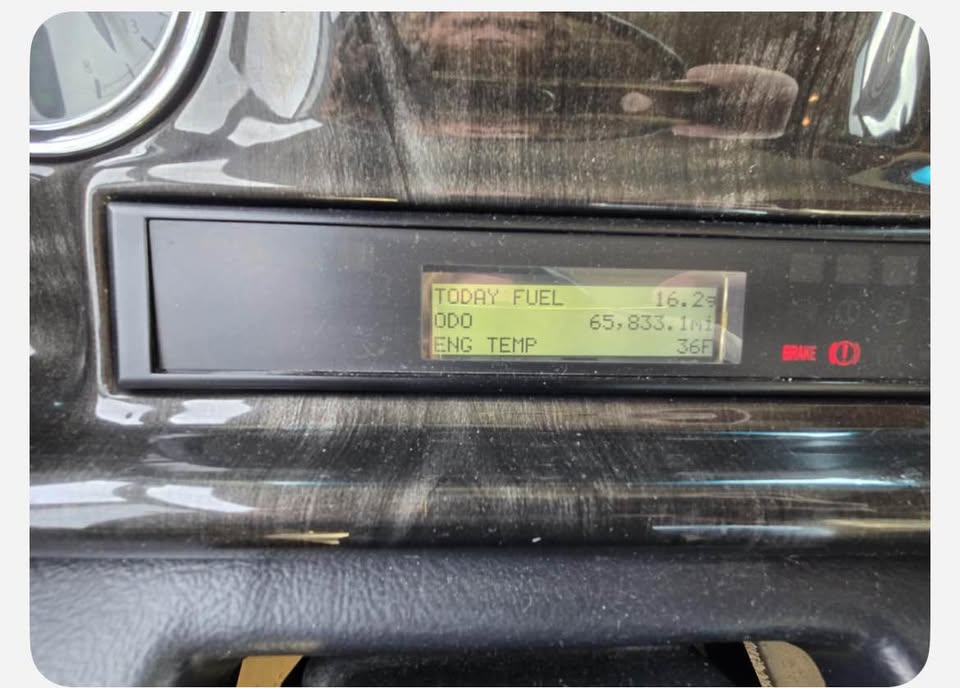 TODAY FUEL 16.2g
ODO 65,833.1mi
ENG TEMP 36F
BRAKE